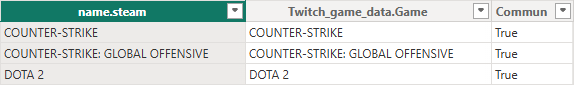 name.steam Twitch_game_data.Game Commun
COUNTER-STRIKE COUNTER-STRIKE True
COUNTER-STRIKE: GLOBAL OFFENSIVE COUNTER-STRIKE: GLOBAL OFFENSIVE True
DOTA 2 DOTA 2 True